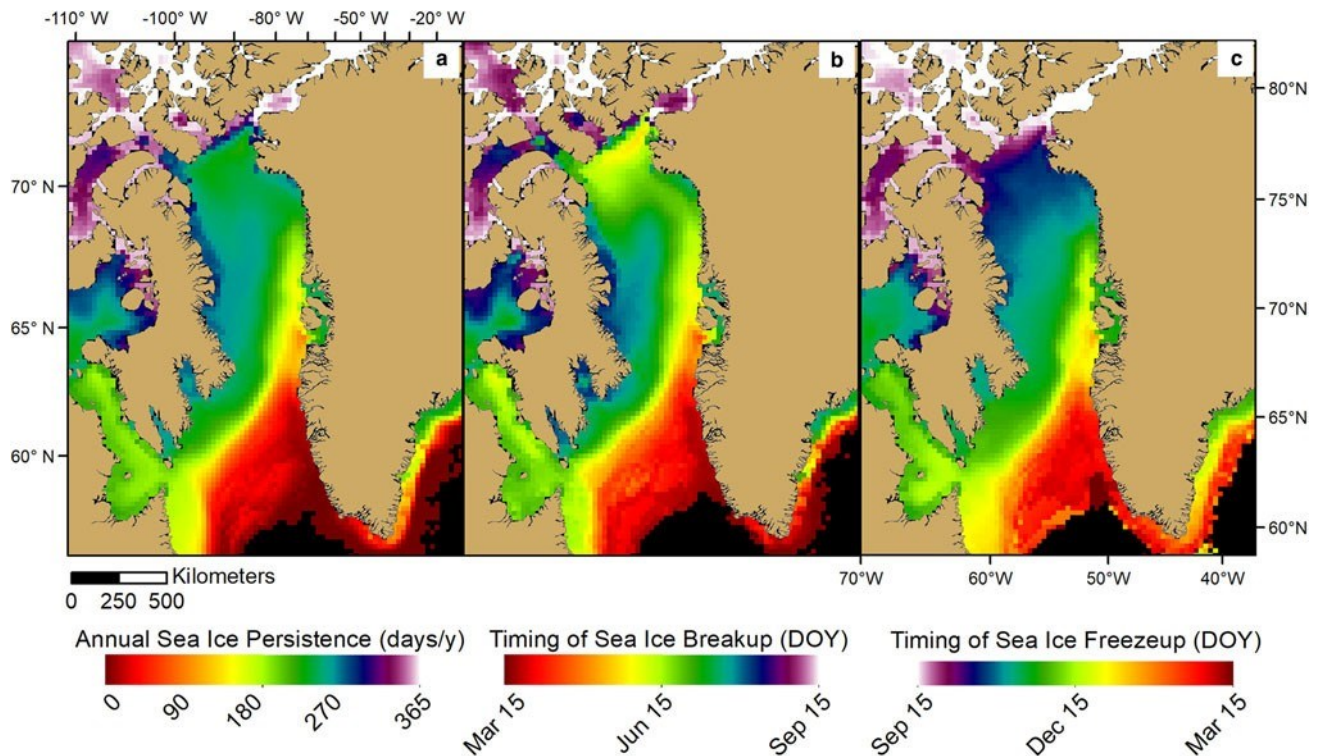 -110° W -100° W -80° W -50° W -40° W -20° W
a b c
80°N
70° N 75°N
65° N 70°N
65°N
60° N
60°N
70°W 60°W 50°W 40°W
Kilometers
0 250 500
Annual Sea Ice Persistence (days/y) Timing of Sea Ice Breakup (DOY) Timing of Sea Ice Freezeup (DOY)
0 90 180 270 365 Mar 15 Jun 15 Sep 15 Sep 15 Dec 15 Mar 15